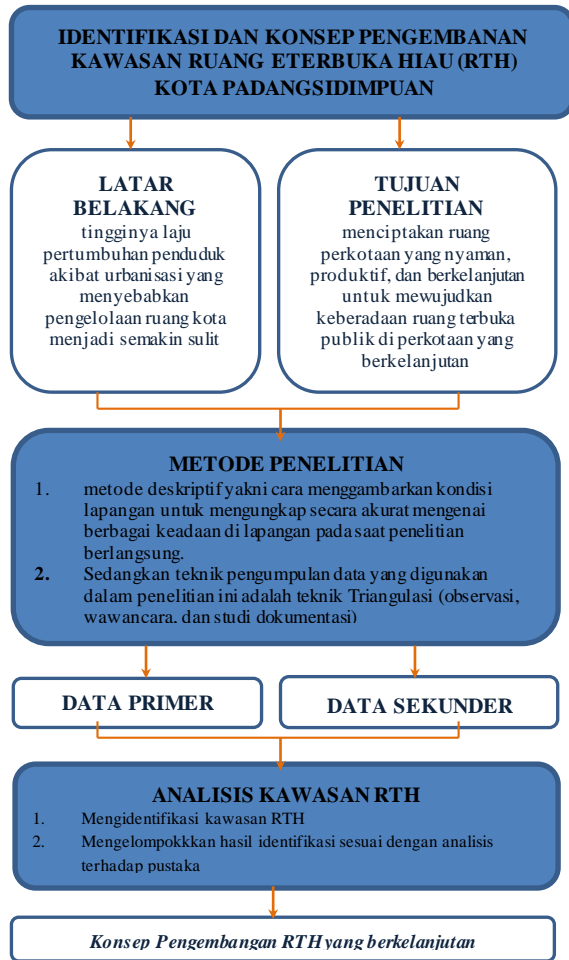 IDENTIFIKASI DAN KONSEP PENGEMBANAN
KAWASAN RUANG ETERBUKA HIAU (RTH)
KOTA PADANGSIDIMPUAN
LATAR
BELAKANG
tingginya laju
pertumbuhan penduduk
akibat urbanisasi yang
menyebabkan
pengelolaan ruang kota
menjadi semakin sulit
TUJUAN
PENELITIAN
menciptakan ruang
perkotaan yang nyaman,
produktif, dan berkelanjutan
untuk mewujudkan
keberadaan ruang terbuka
publik di perkotaan yang
berkelanjutan
METODE PENELITIAN
1. metode deskriptif yakni cara menggambarkan kondisi
lapangan untuk mengungkap secara akurat mengenai
berbagai keadaan di lapangan pada saat penelitian
berlangsung.
2. Sedangkan teknik pengumpulan data yang digunakan
dalam penelitian ini adalah teknik Triangulasi (observasi,
wawancara, dan studi dokumentasi)
DATA PRIMER
DATA SEKUNDER
ANALISIS KAWASAN RTH
1. Mengidentifikasi kawasan RTH
2. Mengelompokkkan hasil identifikasi sesuai dengan analisis
terhadap pustaka
Konsep Pengembangan RTH yang berkelanjutan